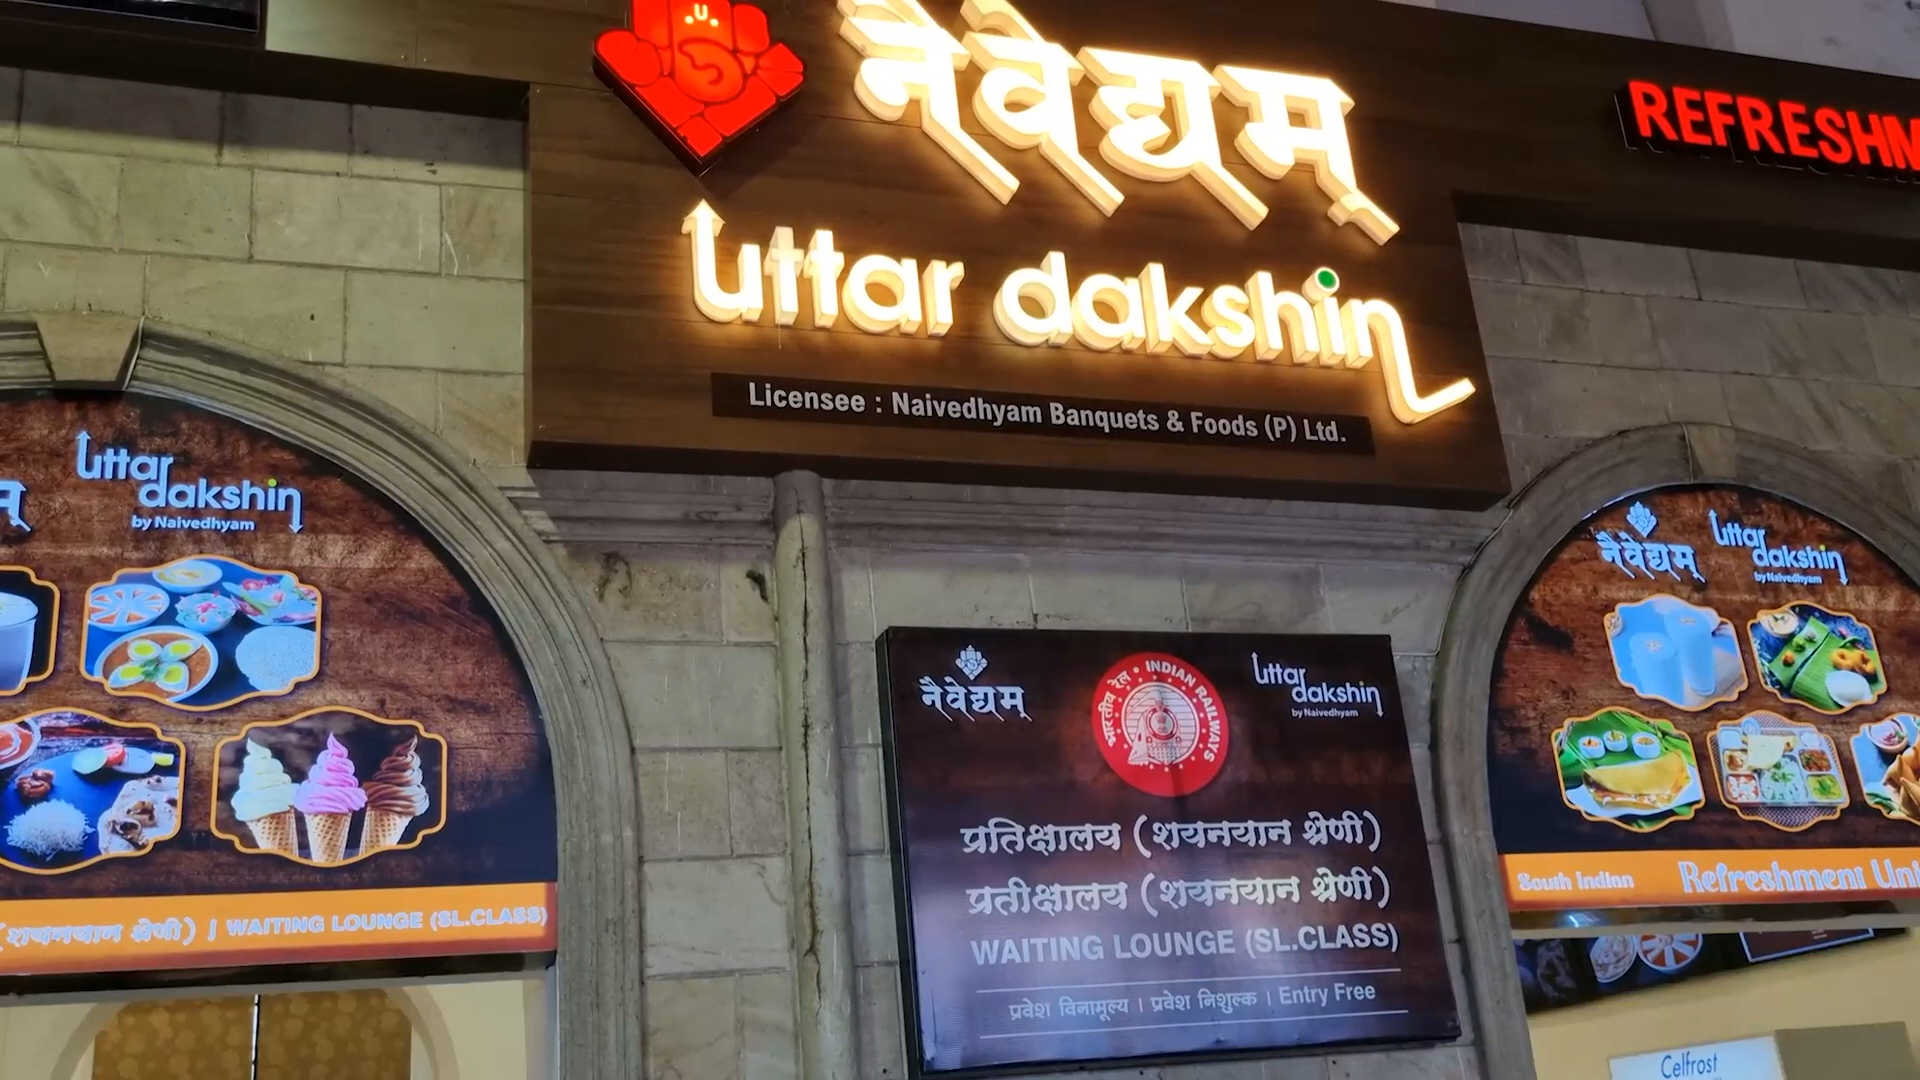 नैवेद्यम्
REFRESHM
uttar dakshin
Licensee : Naivedhyam Banquets & Foods (P) Ltd.
uttar
dakshin
by Naivedhyam
(शयनयान श्रेणी) | WAITING LOUNGE (SL.CLASS)
नैवेद्यम्
भारतीय रेल • INDIAN RAILWAYS
uttar
dakshin
by Naivedhyam
प्रतिक्षालय (शयनयान श्रेणी)
प्रतीक्षालय (शयनयान श्रेणी)
WAITING LOUNGE (SL.CLASS)
प्रवेश विनामूल्य | प्रवेश निशुल्क | Entry Free
नैवेद्यम्
uttar
dakshin
by Naivedhyam
South Indian Refreshment Uni
Celfrost